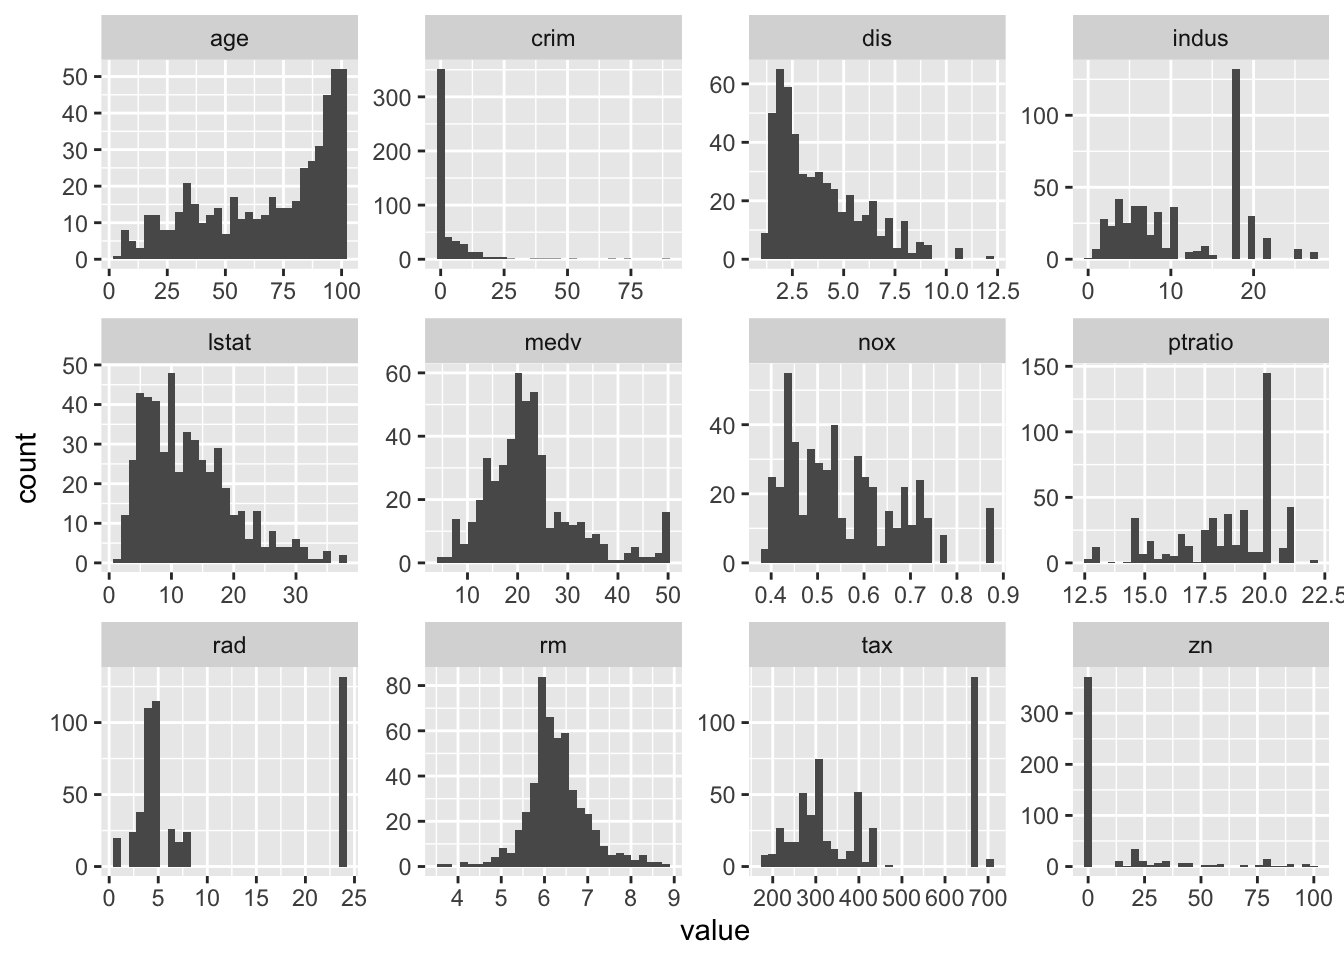 age crim dis indus
50 40 30 20 10 0
300 200 100 0
60 40 20 0
100 50 0
0 25 50 75 100
0 25 50 75
2.5 5.0 7.5 10.0 12.5
0 10 20
lstat medv nox ptratio
50 40 30 20 10 0
60 40 20 0
40 20 0
150 100 50 0
0 10 20 30
10 20 30 40 50
0.4 0.5 0.6 0.7 0.8 0.9
12.5 15.0 17.5 20.0 22.5
rad rm tax zn
100 50 0
80 60 40 20 0
100 50 0
300 200 100 0
0 5 10 15 20 25
4 5 6 7 8 9
200 300 400 500 600 700
0 25 50 75 100
count
value